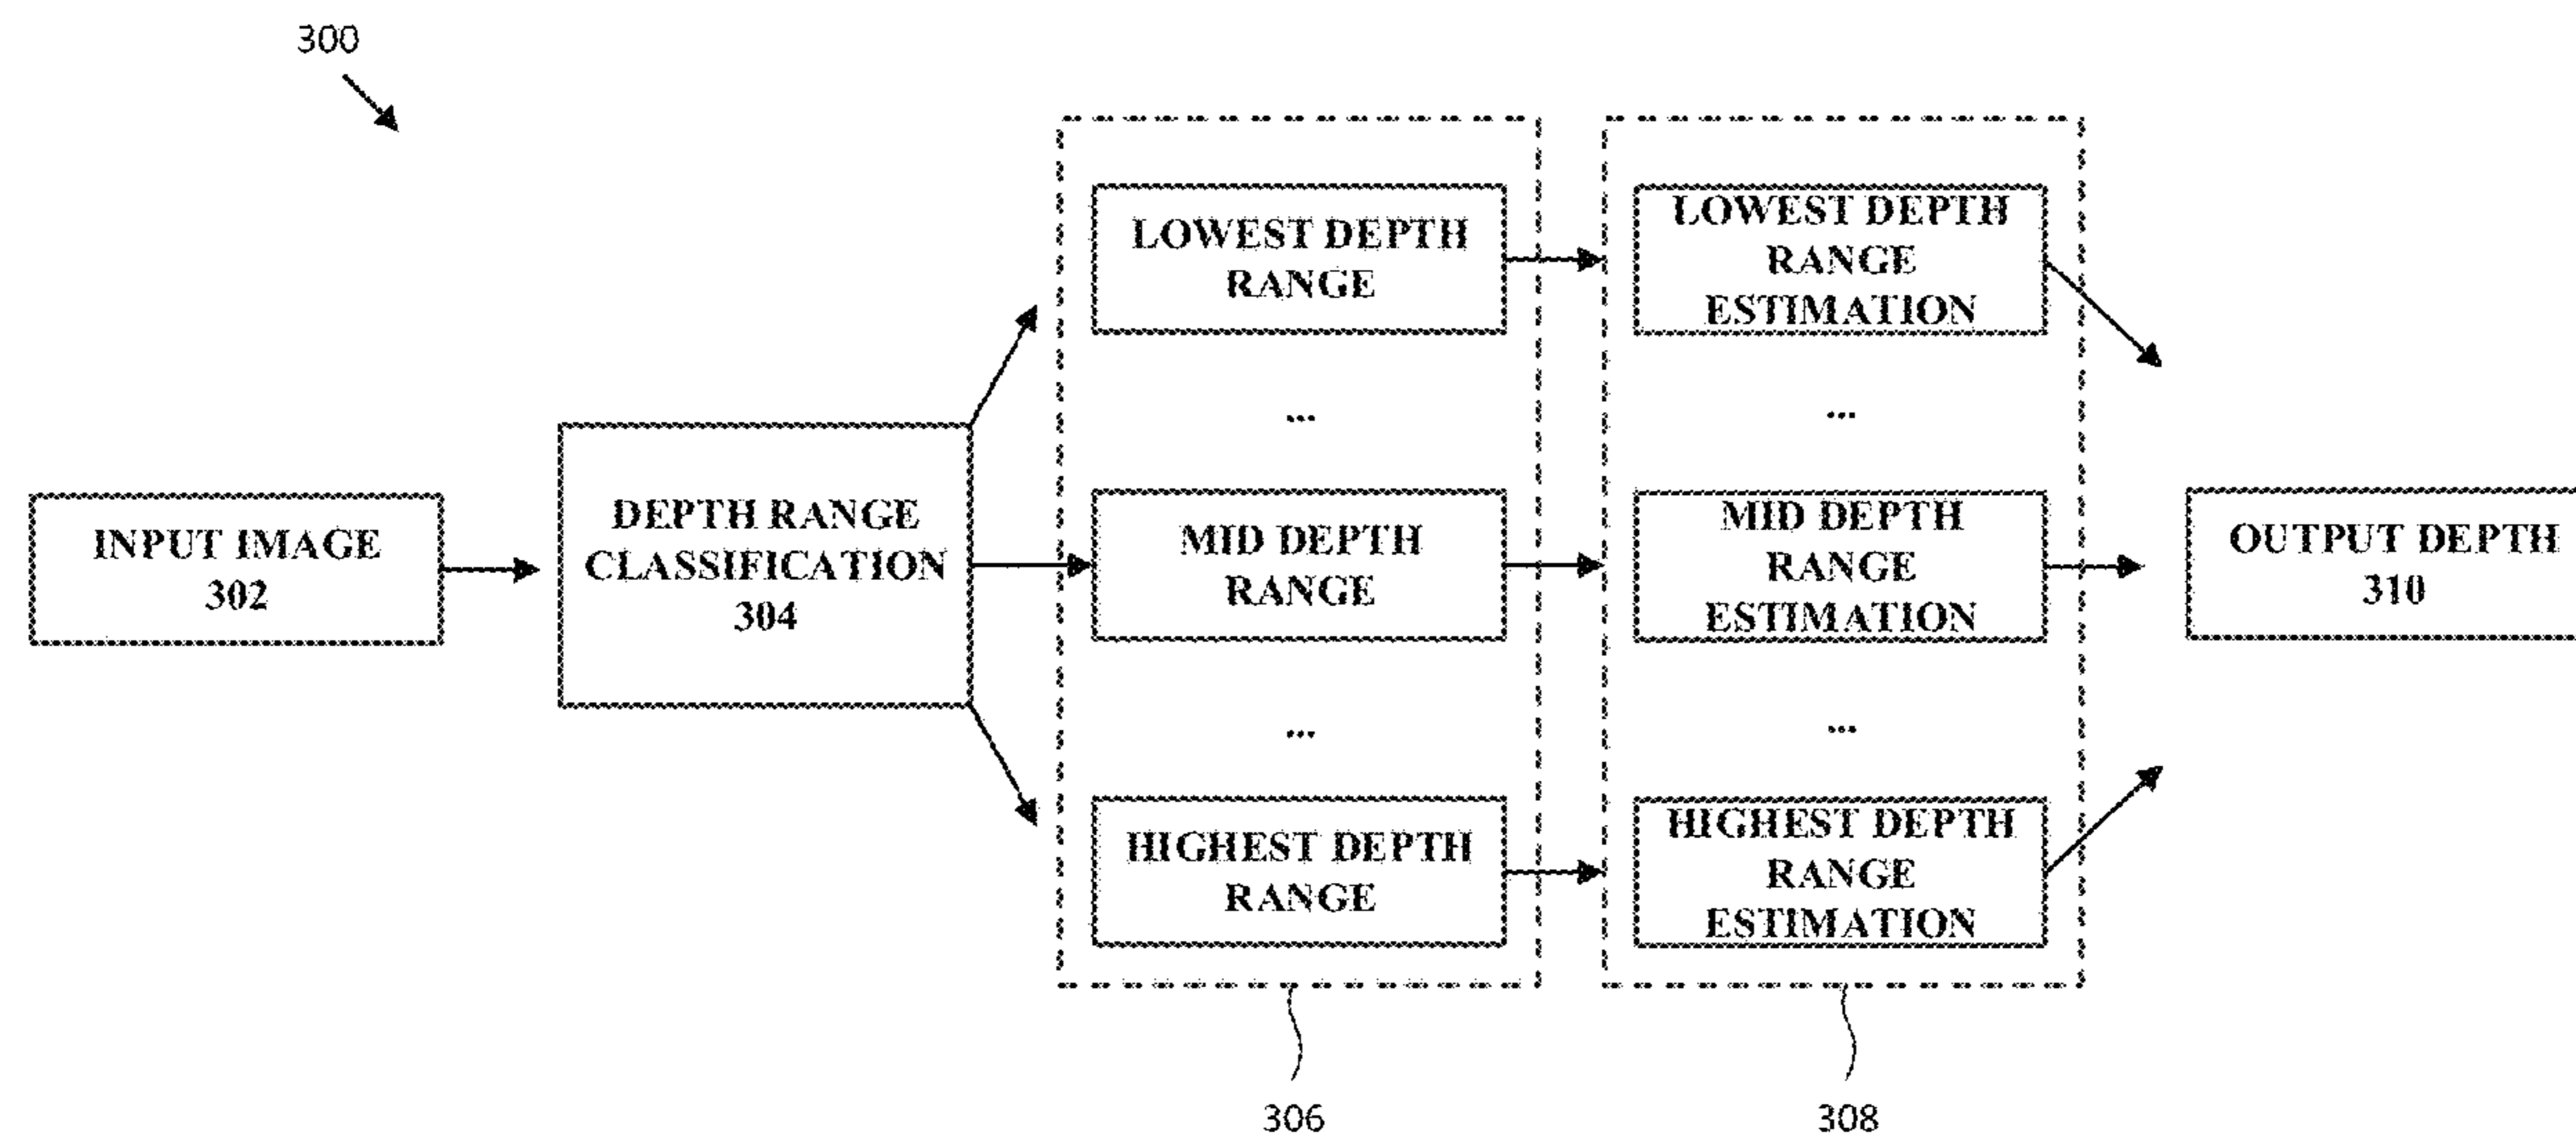 300
INPUT IMAGE
302
DEPTH RANGE
CLASSIFICATION
304
LOWEST DEPTH
RANGE
...
MID DEPTH
RANGE
...
HIGHEST DEPTH
RANGE
306
LOWEST DEPTH
RANGE
ESTIMATION
...
MID DEPTH
RANGE
ESTIMATION
...
HIGHEST DEPTH
RANGE
ESTIMATION
308
OUTPUT DEPTH
310